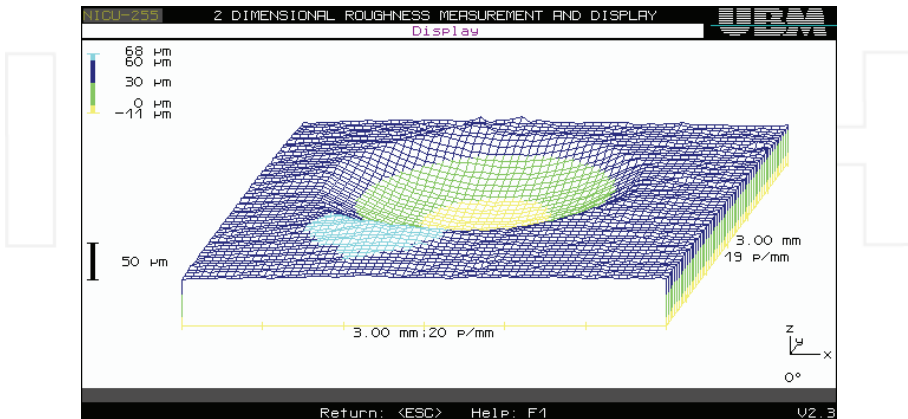 NICU-255 2 DIMENSIONAL ROUGHNESS MEASUREMENT AND DISPLAY
UBM
Display
68 µm
60 µm
30 µm
0 µm
-11 µm
50 µm
3.00 mm
19 p/mm
3.00 mm;20 p/mm
z
y
x
0°
Return: <ESC> Help: F1 V2.3